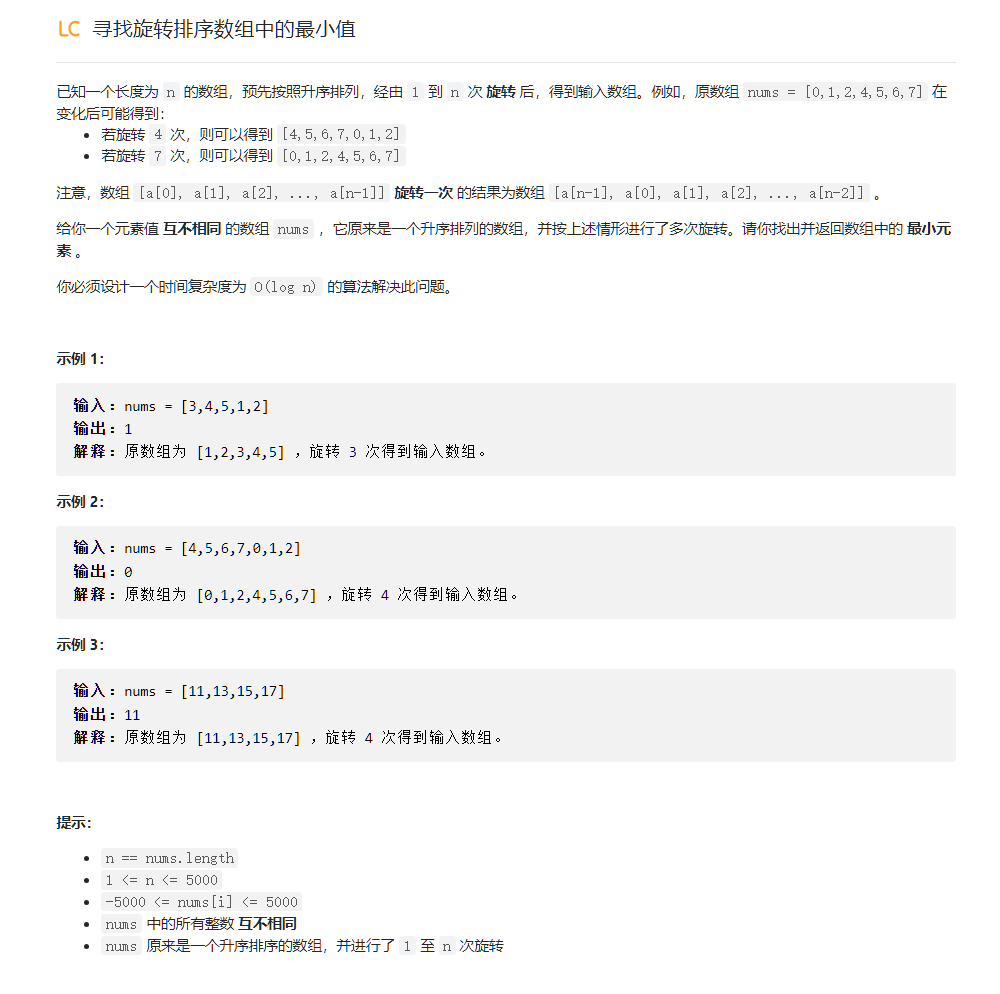 LC 寻找旋转排序数组中的最小值
已知一个长度为 n 的数组，预先按照升序排列，经由 1 到 n 次 旋转 后，得到输入数组。例如，原数组 nums = [0,1,2,4,5,6,7] 在
变化后可能得到：
• 若旋转 4 次，则可以得到 [4,5,6,7,0,1,2]
• 若旋转 7 次，则可以得到 [0,1,2,4,5,6,7]
注意，数组 [a[0], a[1], a[2], ..., a[n-1]] 旋转一次 的结果为数组 [a[n-1], a[0], a[1], a[2], ..., a[n-2]] 。
给你一个元素值 互不相同 的数组 nums ，它原来是一个升序排列的数组，并按上述情形进行了多次旋转。请你找出并返回数组中的 最小元
素 。
你必须设计一个时间复杂度为 O(log n) 的算法解决此问题。
示例 1：
输入：nums = [3,4,5,1,2]
输出：1
解释：原数组为 [1,2,3,4,5] ，旋转 3 次得到输入数组。
示例 2：
输入：nums = [4,5,6,7,0,1,2]
输出：0
解释：原数组为 [0,1,2,4,5,6,7] ，旋转 4 次得到输入数组。
示例 3：
输入：nums = [11,13,15,17]
输出：11
解释：原数组为 [11,13,15,17] ，旋转 4 次得到输入数组。
提示：
• n == nums.length
• 1 <= n <= 5000
• -5000 <= nums[i] <= 5000
• nums 中的所有整数 互不相同
• nums 原来是一个升序排序的数组，并进行了 1 至 n 次旋转